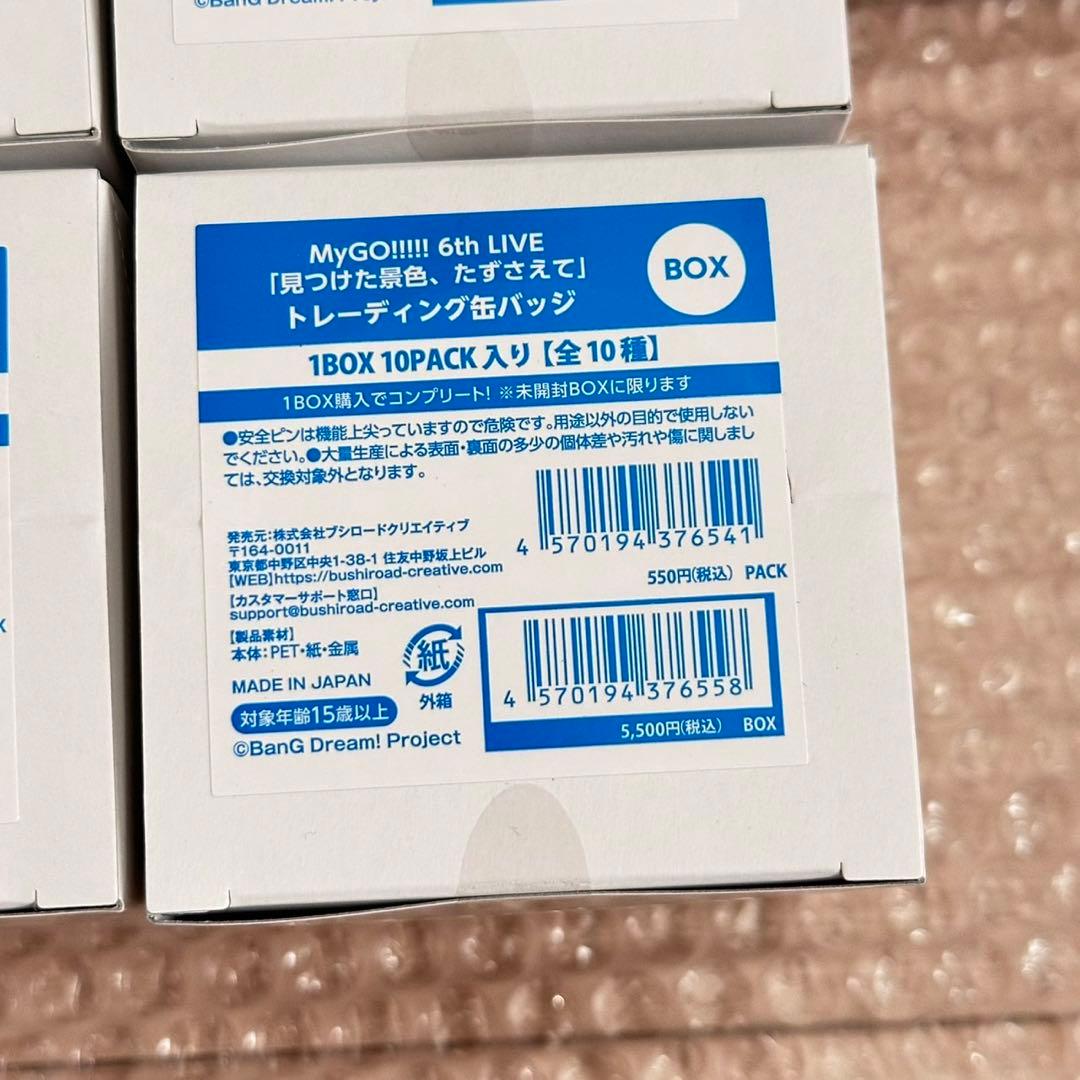 ©BanG Dream! Proj
MyGO!!!!! 6th LIVE
「見つけた景色、たずさえて」
トレーディング缶バッジ
BOX
1BOX 10PACK 入り【全10種】
1BOX購入でコンプリート! ※未開封BOXに限ります
●安全ピンは機能上尖っていますので危険です。用途以外の目的で使用しない
でください。●大量生産による表面・裏面の多少の個体差や汚れや傷に関しまし
ては、交換対象外となります。
発売元:株式会社ブシロードクリエイティブ
〒164-0011
東京都中野区中央1-38-1 住友中野坂上ビル
【WEB】https://bushiroad-creative.com
【カスタマーサポート窓口】
support@bushiroad-creative.com
【製品素材】
本体:PET・紙・金属
MADE IN JAPAN
対象年齢15歳以上
©BanG Dream! Project
紙
外箱
4 570194 376541
550円(税込) PACK
4 570194 376558
5,500円(税込) BOX